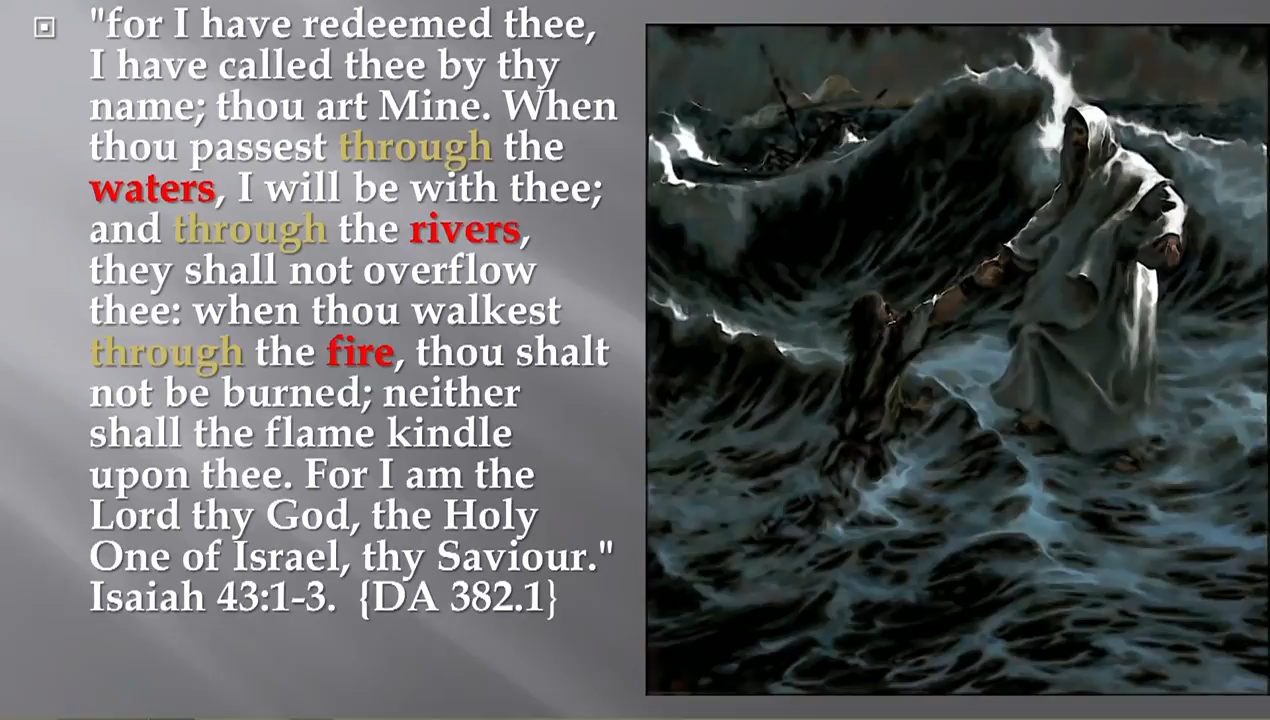 "for I have redeemed thee,
I have called thee by thy
name; thou art Mine. When
thou passest through the
waters, I will be with thee;
and through the rivers,
they shall not overflow
thee: when thou walkest
through the fire, thou shalt
not be burned; neither
shall the flame kindle
upon thee. For I am the
Lord thy God, the Holy
One of Israel, thy Saviour."
Isaiah 43:1-3.  {DA 382.1}